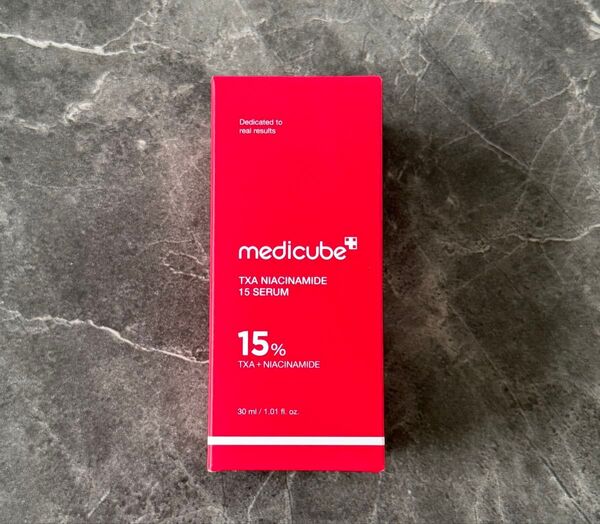 Dedicated to
real results
medicube
TXA NIACINAMIDE
15 SERUM
15%
TXA + NIACINAMIDE
30 ml / 1.01 fl. oz.